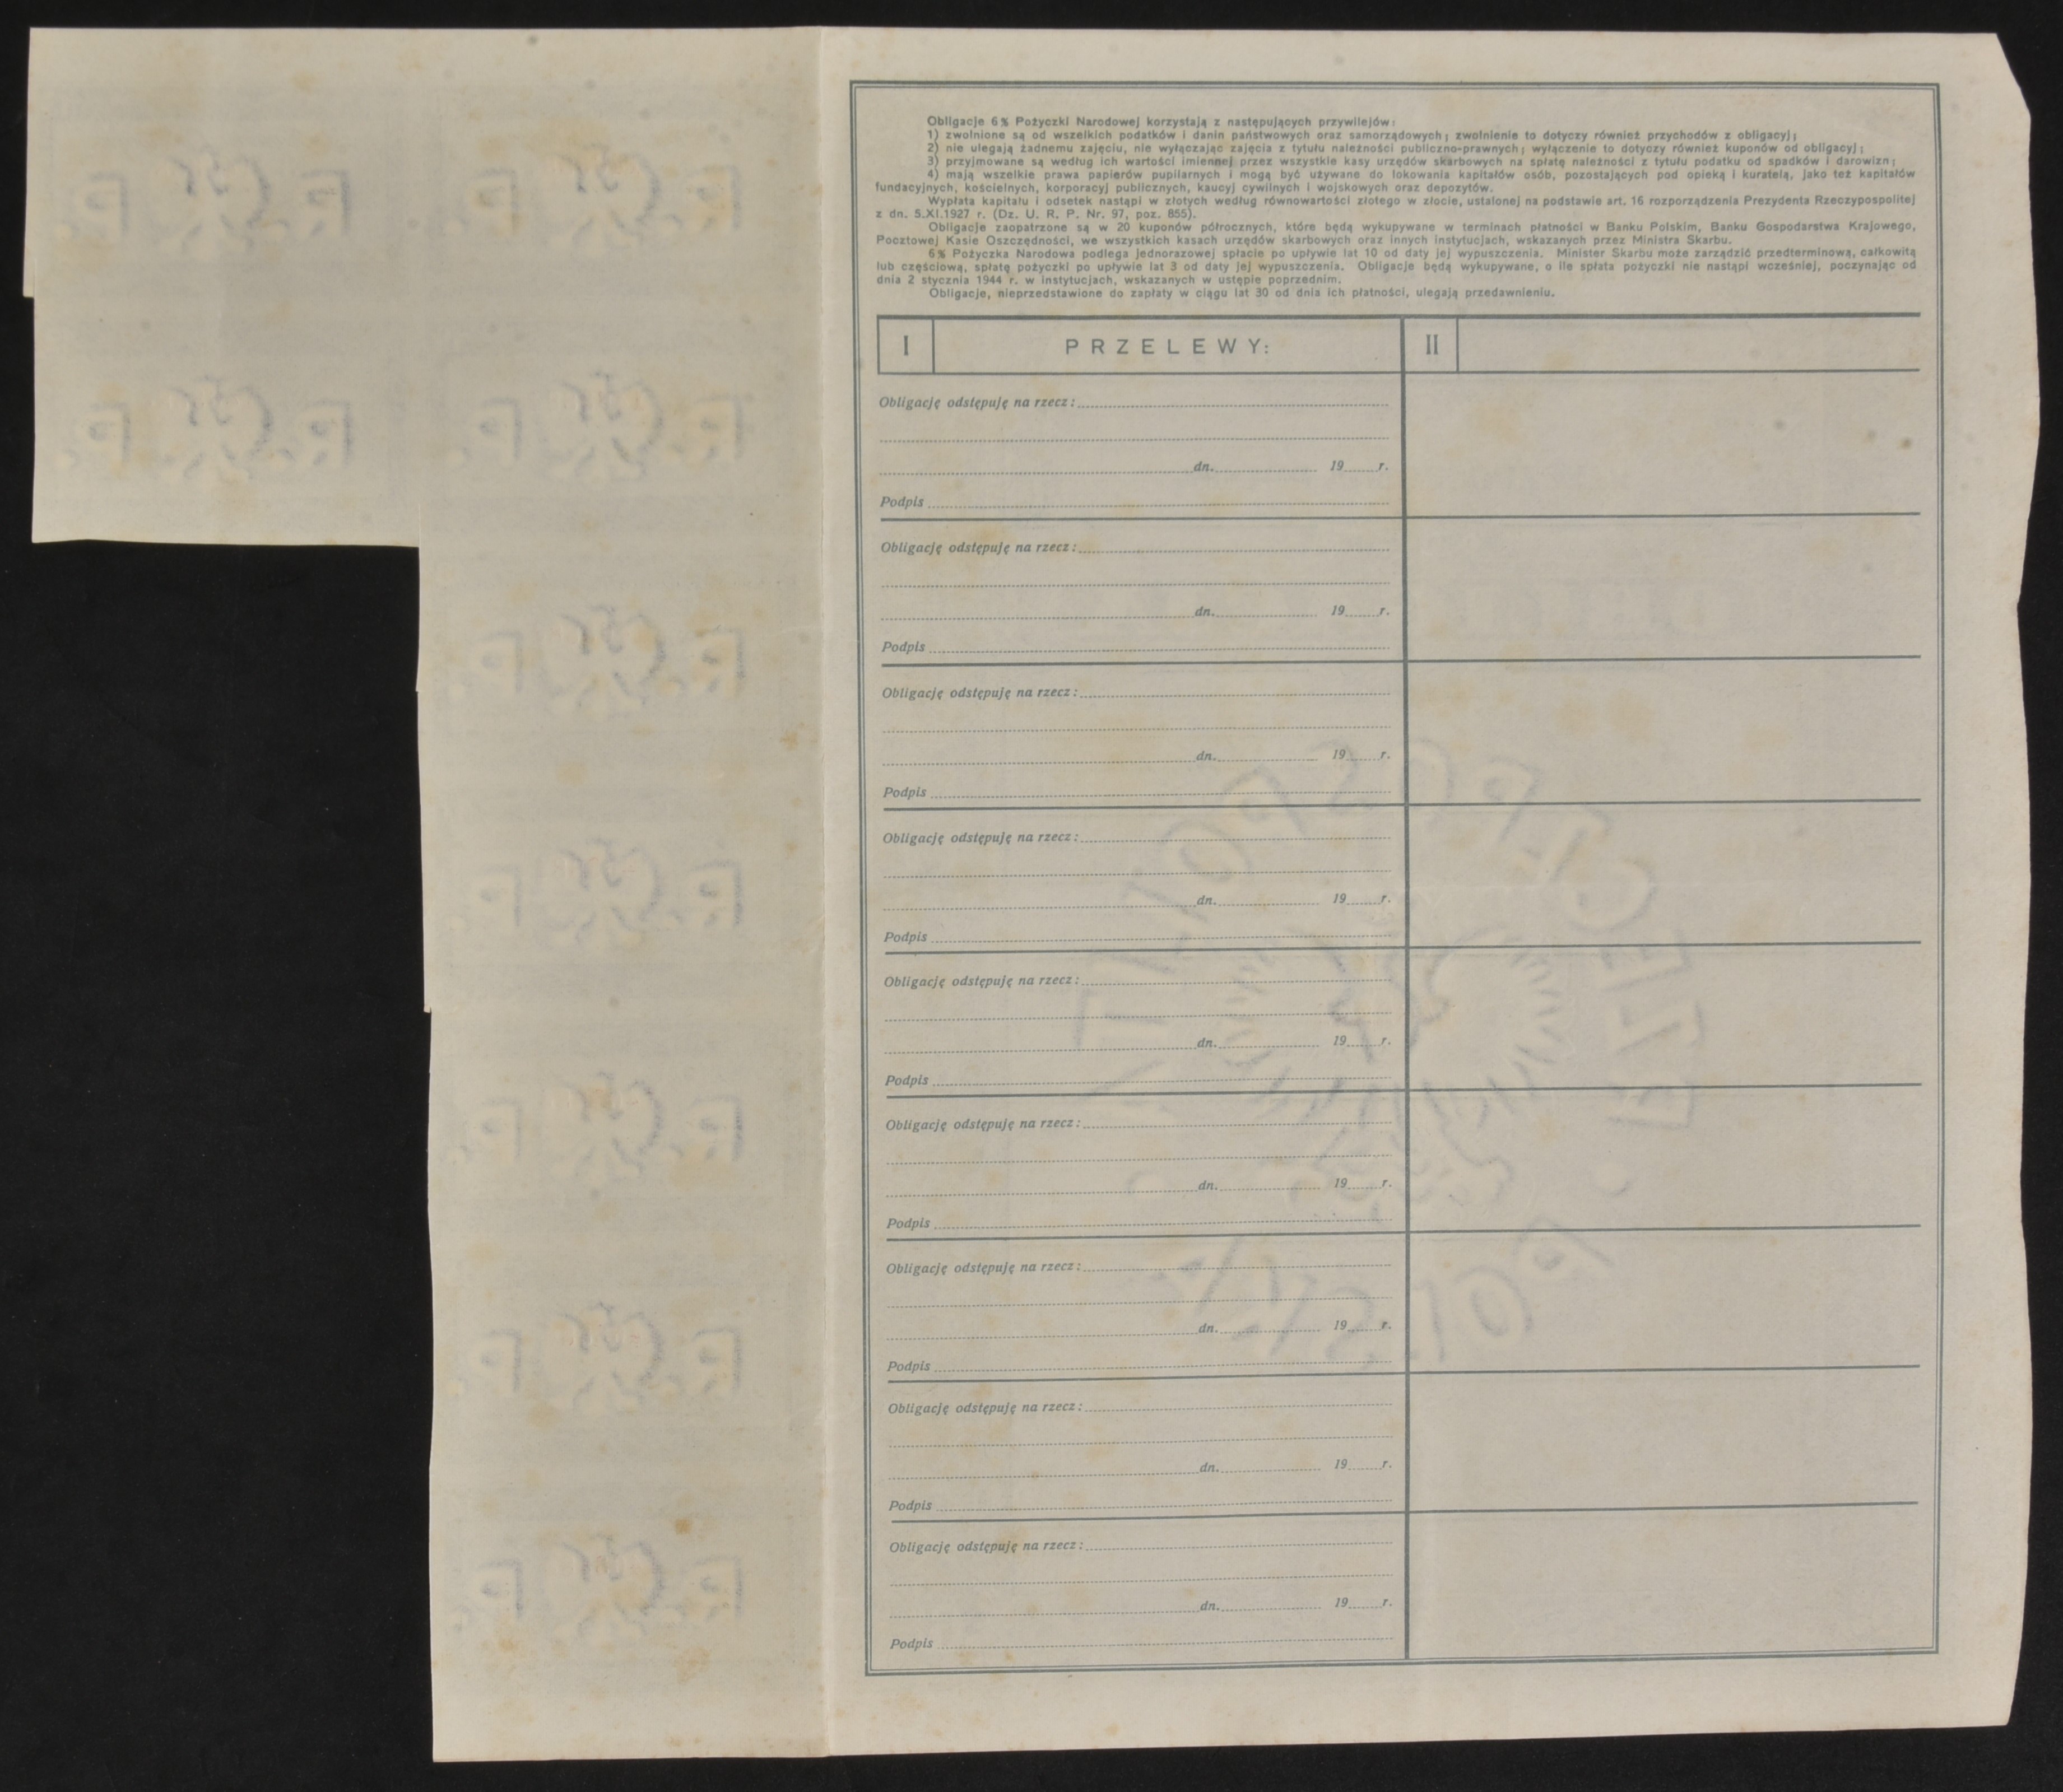 Obligacje 6% Pożyczki Narodowej korzystają z następujących przywilejów:
1) zwolnione są od wszelkich podatków i danin państwowych oraz samorządowych; zwolnienie to dotyczy również przychodów z obligacyj;
2) nie ulegają żadnemu zajęciu, nie wyłączając zajęcia z tytułu należności publiczno-prawnych; wyłączenie to dotyczy również kuponów od obligacyj;
3) przyjmowane są według ich wartości imiennej przez wszystkie kasy urzędów skarbowych na spłatę należności z tytułu podatku od spadków i darowizn;
4) mają wszelkie prawa papierów pupilarnych i mogą być używane do lokowania kapitałów osób, pozostających pod opieką i kuratelą, jako też kapitałów
fundacyjnych, kościelnych, korporacyj publicznych, kaucyj cywilnych i wojskowych oraz depozytów.
Wypłata kapitału i odsetek nastąpi w złotych według równowartości złotego w złocie, ustalonej na podstawie art. 16 rozporządzenia Prezydenta Rzeczypospolitej
z dn. 5.XI.1927 r. (Dz. U. R. P. Nr. 97, poz. 855).
Obligacje zaopatrzone są w 20 kuponów półrocznych, które będą wykupywane w terminach płatności w Banku Polskim, Banku Gospodarstwa Krajowego,
Pocztowej Kasie Oszczędności, we wszystkich kasach urzędów skarbowych oraz innych instytucjach, wskazanych przez Ministra Skarbu.
6% Pożyczka Narodowa podlega jednorazowej spłacie po upływie lat 10 od daty jej wypuszczenia. Minister Skarbu może zarządzić przedterminową, całkowitą
lub częściową, spłatę pożyczki po upływie lat 3 od daty jej wypuszczenia. Obligacje będą wykupywane, o ile spłata pożyczki nie nastąpi wcześniej, poczynając od
dnia 2 stycznia 1944 r. w instytucjach, wskazanych w ustępie poprzednim.
Obligacje, nieprzedstawione do zapłaty w ciągu lat 30 od dnia ich płatności, ulegają przedawnieniu.
I PRZELEWY: II
Obligację odstępuję na rzecz:
dn. 19 r.
Podpis
Obligację odstępuję na rzecz:
dn. 19 r.
Podpis
Obligację odstępuję na rzecz:
dn. 19 r.
Podpis
Obligację odstępuję na rzecz:
dn. 19 r.
Podpis
Obligację odstępuję na rzecz:
dn. 19 r.
Podpis
Obligację odstępuję na rzecz:
dn. 19 r.
Podpis
Obligację odstępuję na rzecz:
dn. 19 r.
Podpis
Obligację odstępuję na rzecz:
dn. 19 r.
Podpis
Obligację odstępuję na rzecz:
dn. 19 r.
Podpis